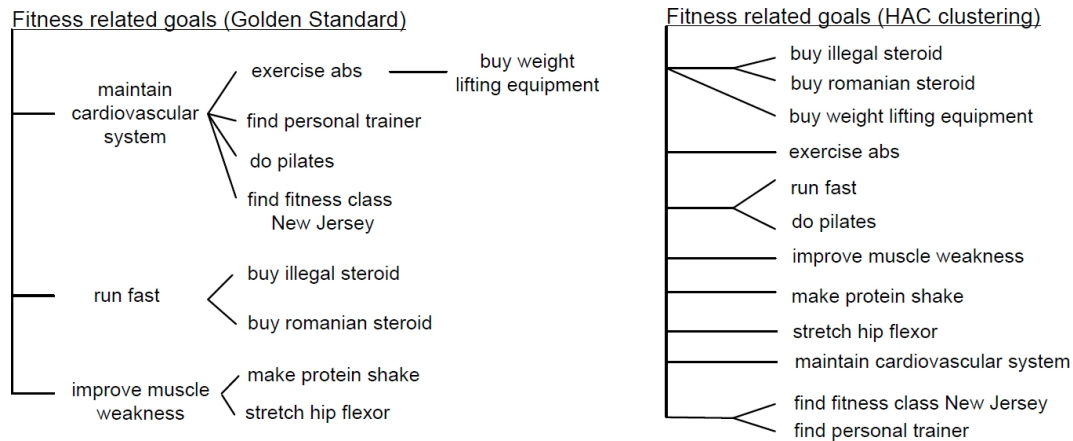 Fitness related goals (Golden Standard)
maintain
cardiovascular
system
exercise abs
buy weight
lifting equipment
find personal trainer
do pilates
find fitness class
New Jersey
run fast
buy illegal steroid
buy romanian steroid
improve muscle
weakness
make protein shake
stretch hip flexor
Fitness related goals (HAC clustering)
buy illegal steroid
buy romanian steroid
buy weight lifting equipment
exercise abs
run fast
do pilates
improve muscle weakness
make protein shake
stretch hip flexor
maintain cardiovascular system
find fitness class New Jersey
find personal trainer